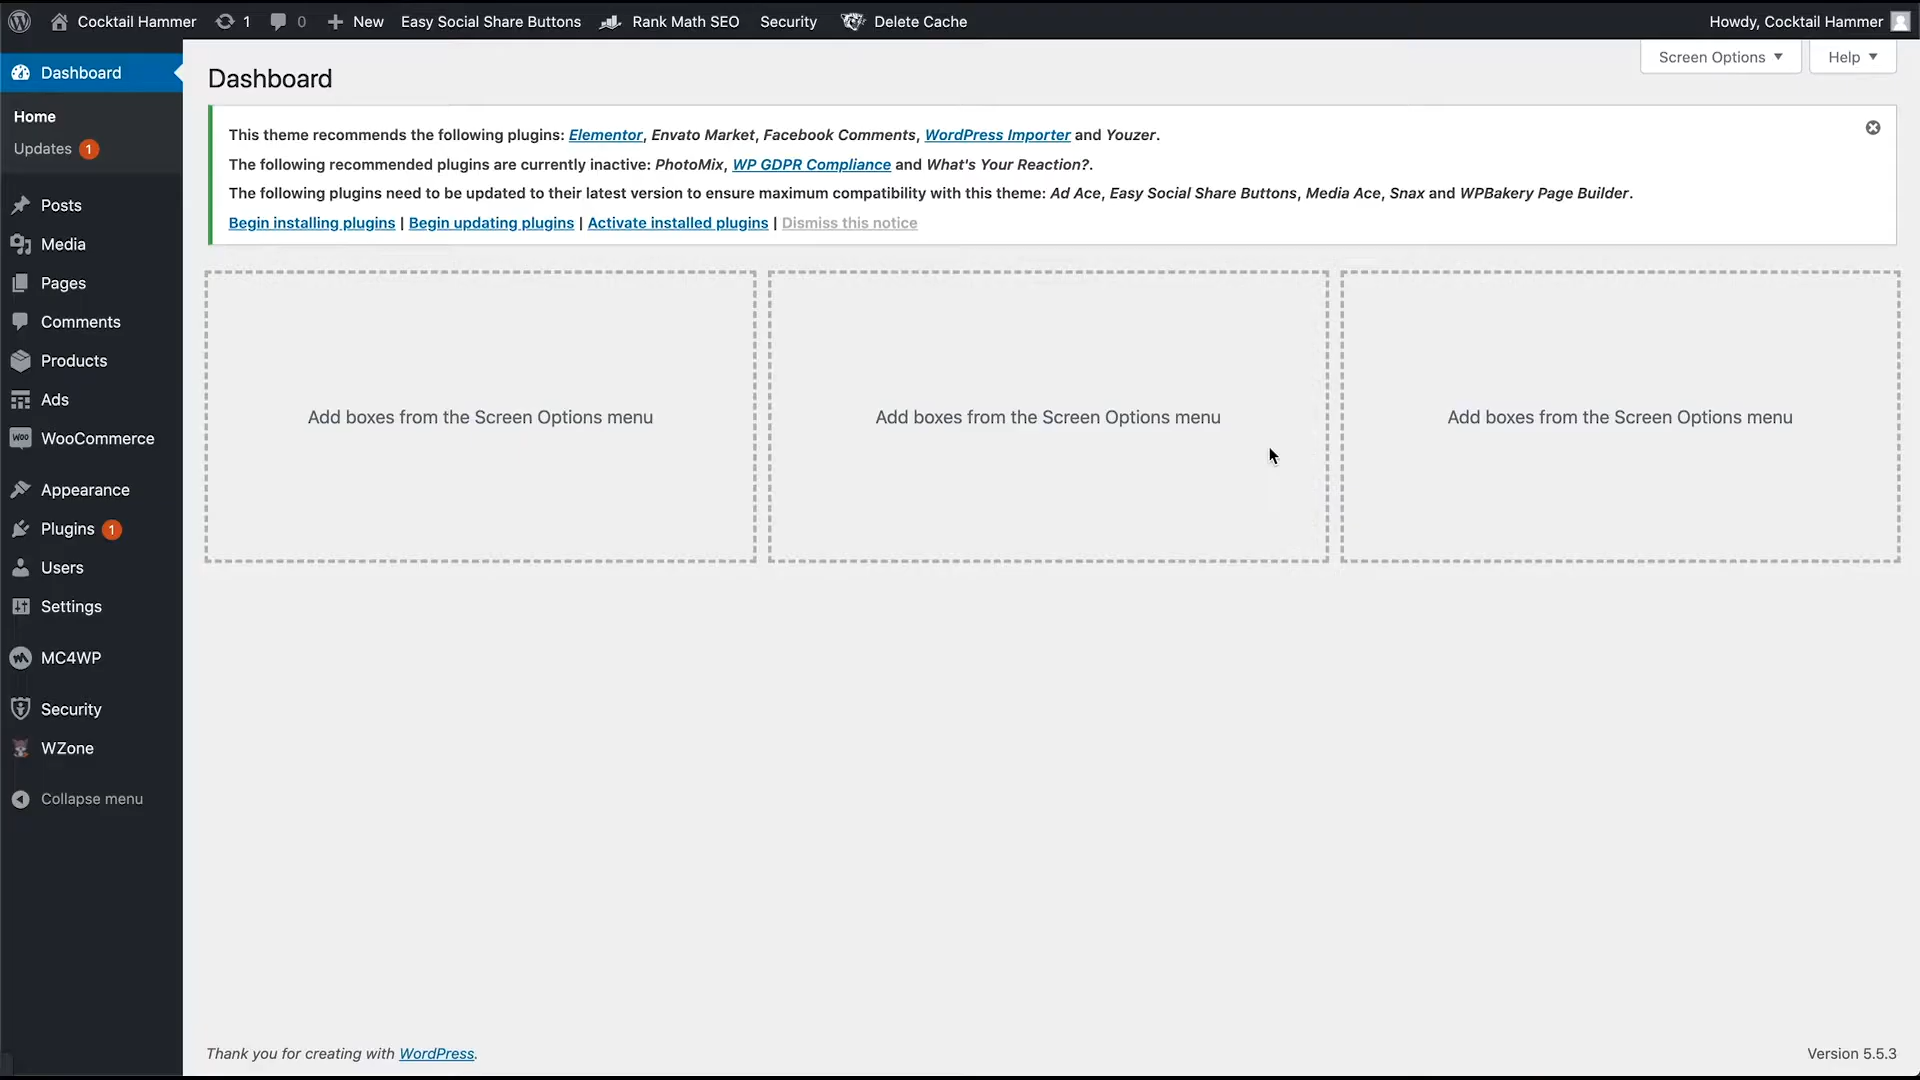 Cocktail Hammer 1 0 New Easy Social Share Buttons Rank Math SEO Security Delete Cache Howdy, Cocktail Hammer
Dashboard
Home
Updates 1
Posts
Media
Pages
Comments
Products
Ads
WOO WooCommerce
Appearance
Plugins 1
Users
Settings
MC4WP
Security
WZone
Collapse menu
Screen Options Help
Dashboard
This theme recommends the following plugins: Elementor, Envato Market, Facebook Comments, WordPress Importer and Youzer.
The following recommended plugins are currently inactive: PhotoMix, WP GDPR Compliance and What's Your Reaction?.
The following plugins need to be updated to their latest version to ensure maximum compatibility with this theme: Ad Ace, Easy Social Share Buttons, Media Ace, Snax and WPBakery Page Builder.
Begin installing plugins | Begin updating plugins | Activate installed plugins | Dismiss this notice
Add boxes from the Screen Options menu
Add boxes from the Screen Options menu
Add boxes from the Screen Options menu
Thank you for creating with WordPress.
Version 5.5.3